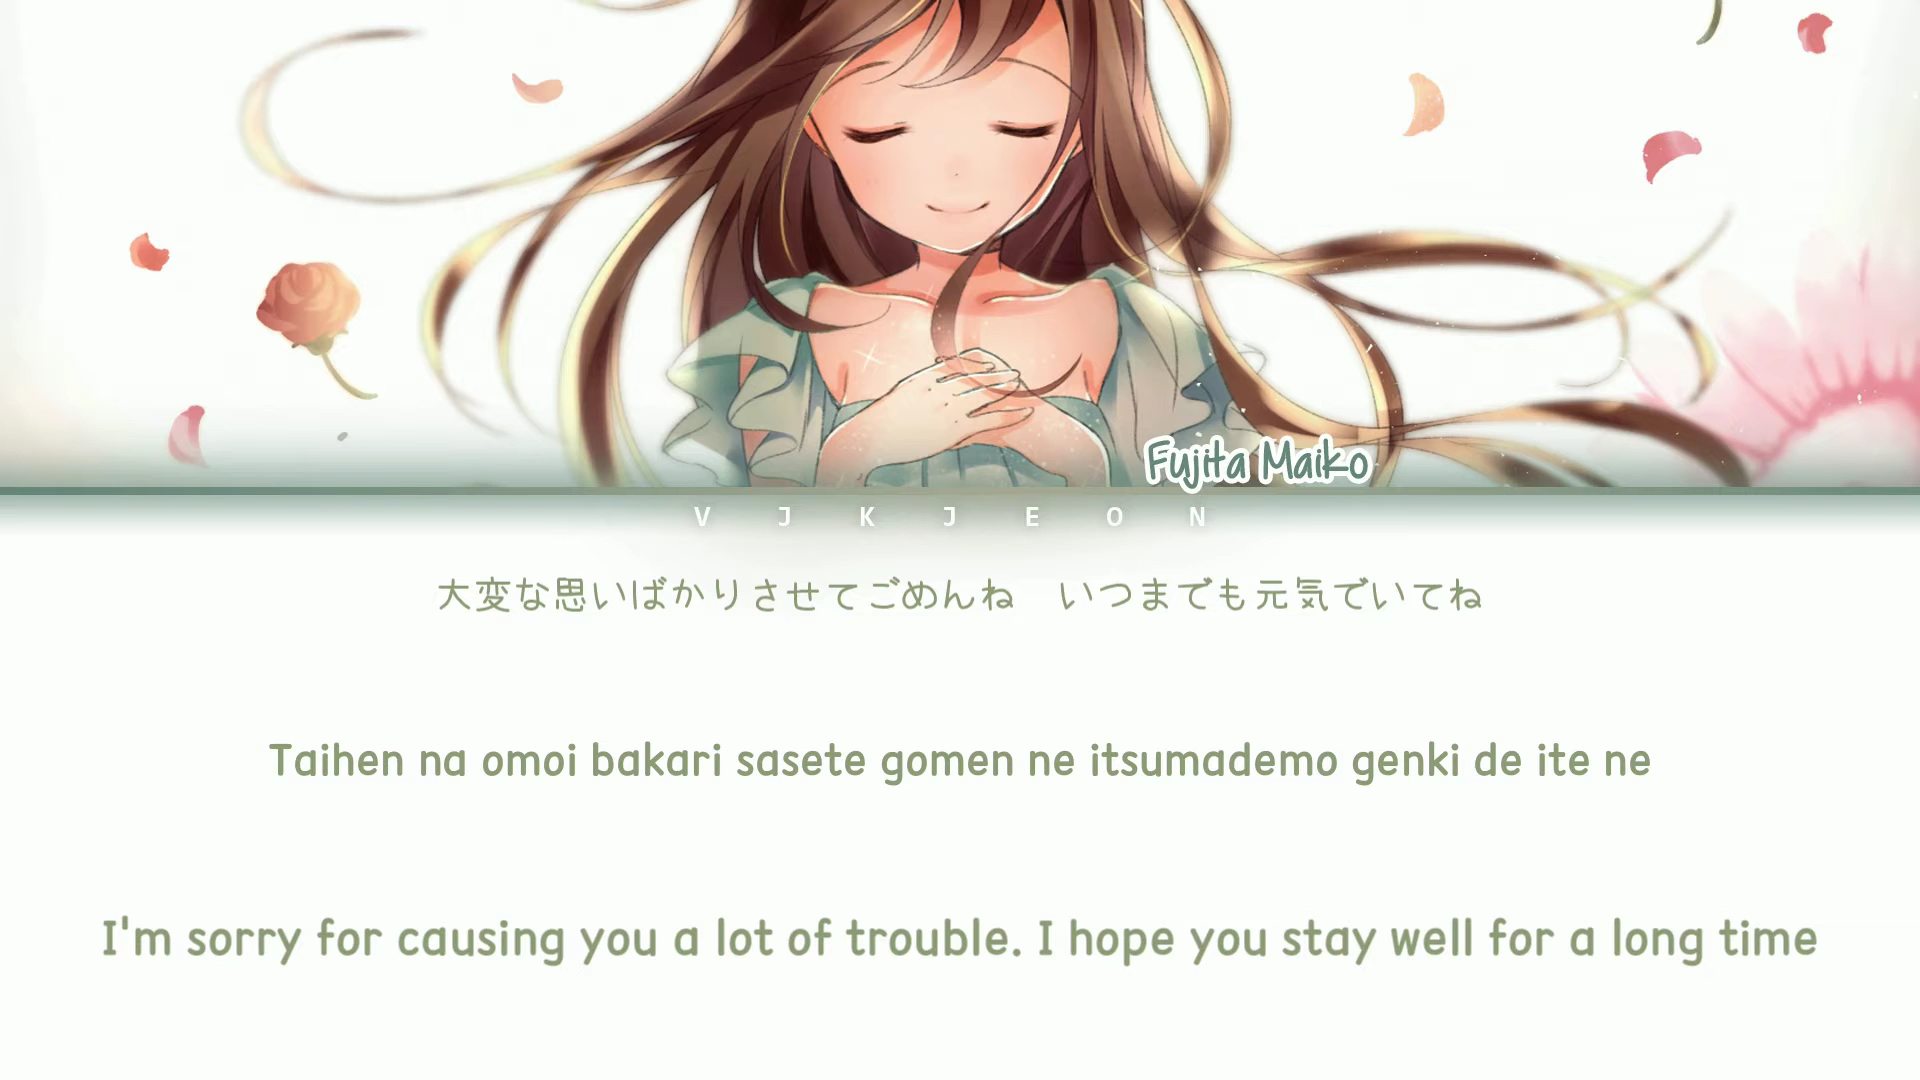 Fujita Maiko
V J K J E O N
大変な思いばかりさせてごめんね　いつまでも元気でいてね
Taihen na omoi bakari sasete gomen ne itsumademo genki de ite ne
I'm sorry for causing you a lot of trouble. I hope you stay well for a long time